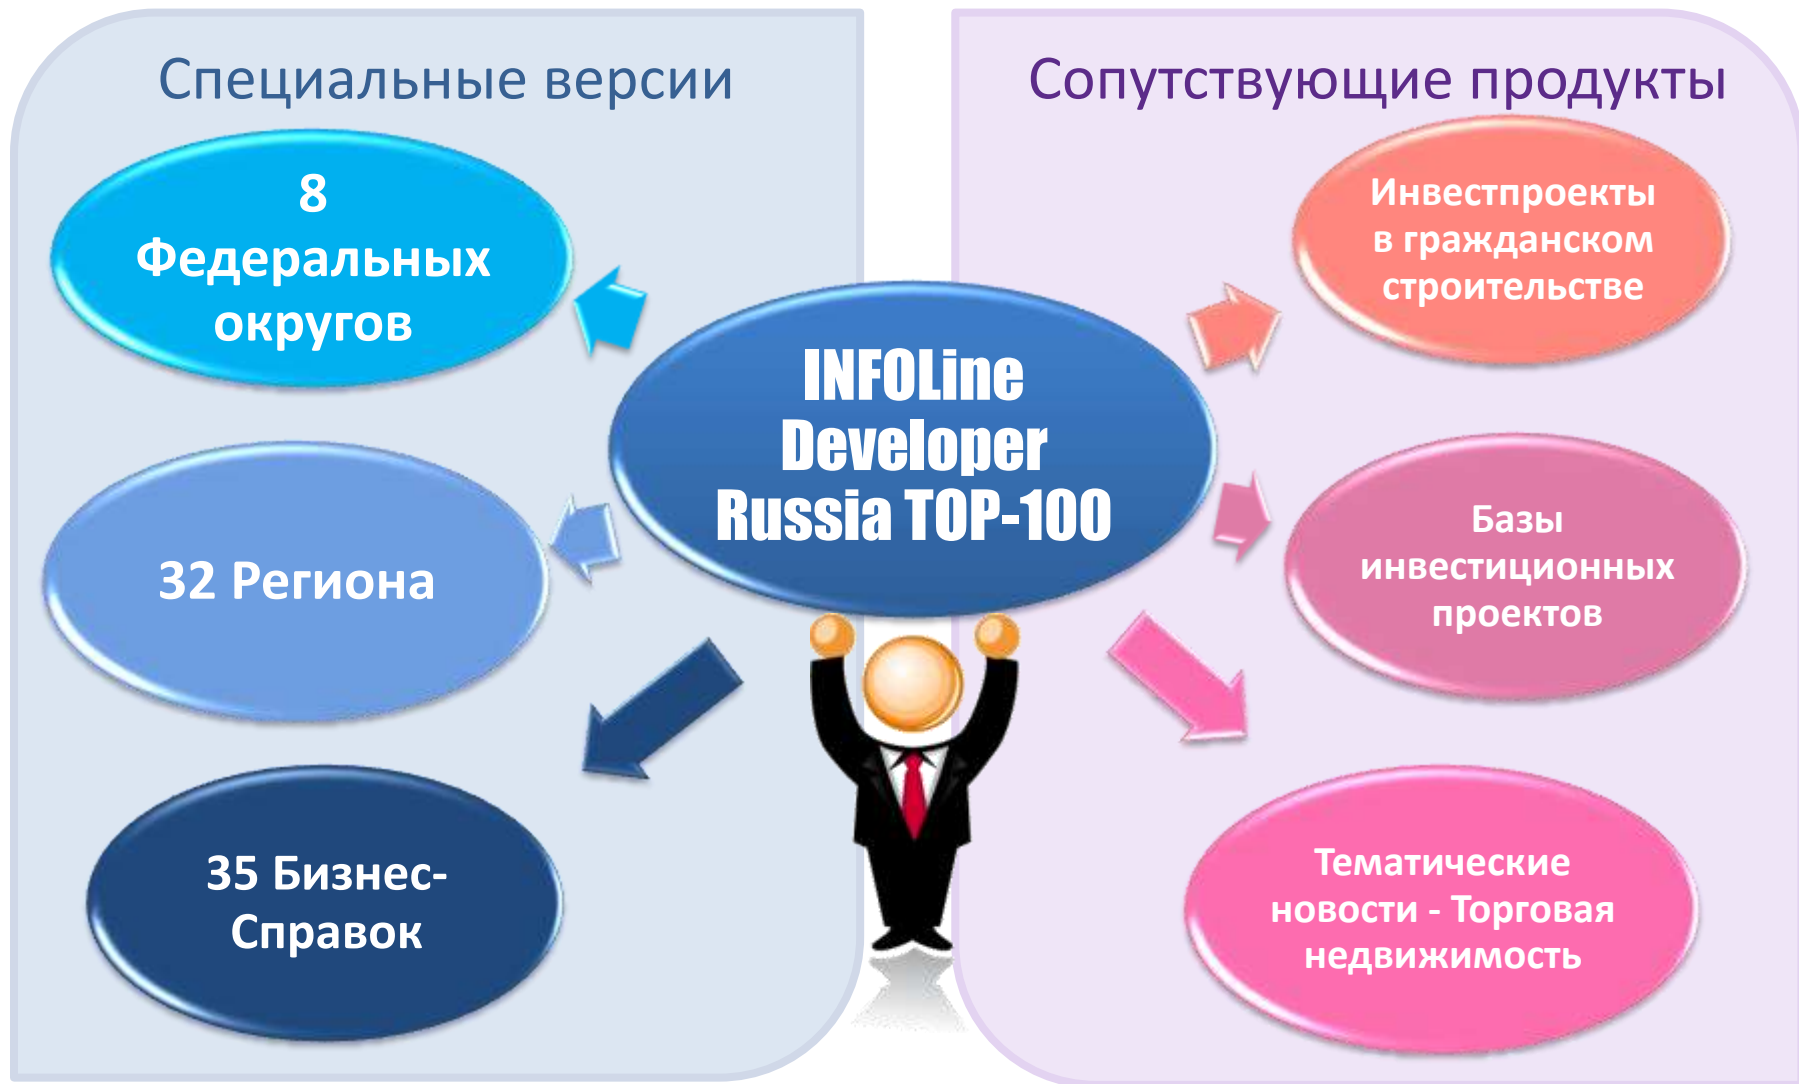 Специальные версии
8
Федеральных
округов
32 Региона
35 Бизнес-
Справок
INFOLine
Developer
Russia TOP-100
Сопутствующие продукты
Инвестпроекты
в гражданском
строительстве
Базы
инвестиционных
проектов
Тематические
новости - Торговая
недвижимость